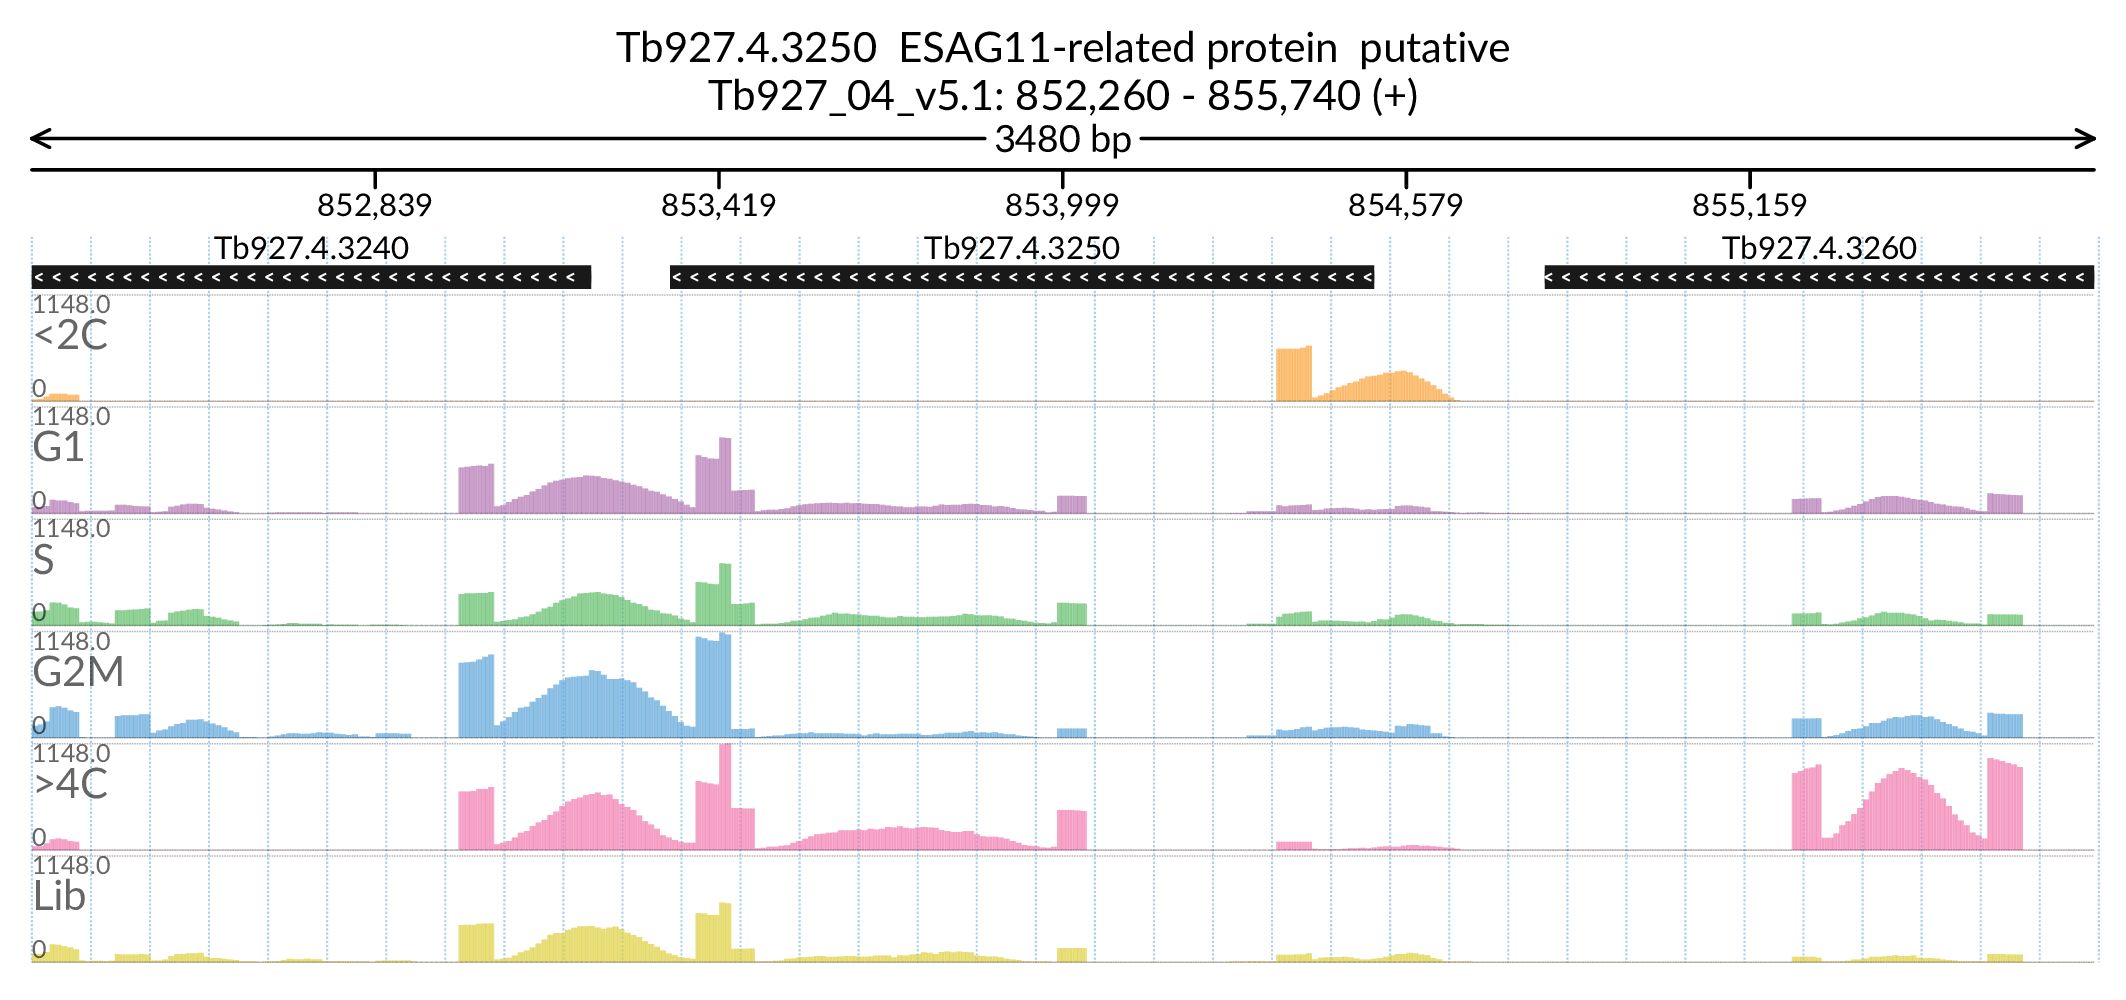 Tb927.4.3250  ESAG11-related protein  putative
Tb927_04_v5.1: 852,260 - 855,740 (+)
3480 bp
852,839 853,419 853,999 854,579 855,159
Tb927.4.3240 Tb927.4.3250 Tb927.4.3260
1148.0
<2C
0
1148.0
G1
0
1148.0
S
0
1148.0
G2M
0
1148.0
>4C
0
1148.0
Lib
0